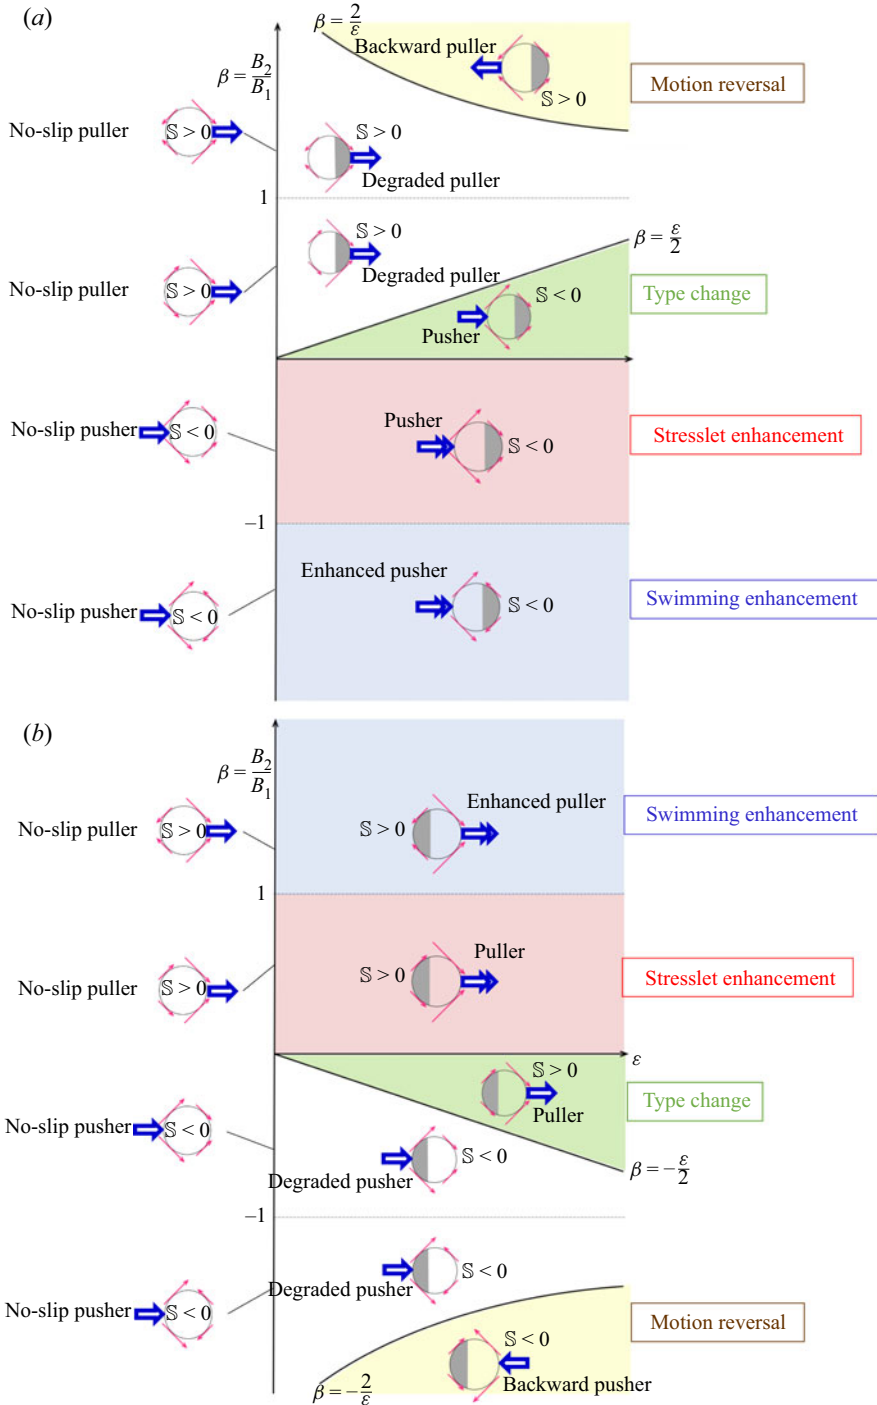 (a)
β = 2/ε
Backward puller
β = B₂/B₁
𝕊 > 0
Motion reversal
No-slip puller
𝕊 > 0
𝕊 > 0
Degraded puller
1
𝕊 > 0
β = ε/2
Degraded puller
No-slip puller
𝕊 > 0
𝕊 < 0
Type change
Pusher
Pusher
No-slip pusher
𝕊 < 0
𝕊 < 0
Stresslet enhancement
–1
Enhanced pusher
No-slip pusher
𝕊 < 0
𝕊 < 0
Swimming enhancement
(b)
β = B₂/B₁
Enhanced puller
No-slip puller
𝕊 > 0
𝕊 > 0
Swimming enhancement
1
Puller
No-slip puller
𝕊 > 0
𝕊 > 0
Stresslet enhancement
ε
𝕊 > 0
Puller
Type change
No-slip pusher
𝕊 < 0
𝕊 < 0
Degraded pusher
β = –ε/2
–1
𝕊 < 0
Degraded pusher
No-slip pusher
𝕊 < 0
𝕊 < 0
Motion reversal
β = –2/ε
Backward pusher